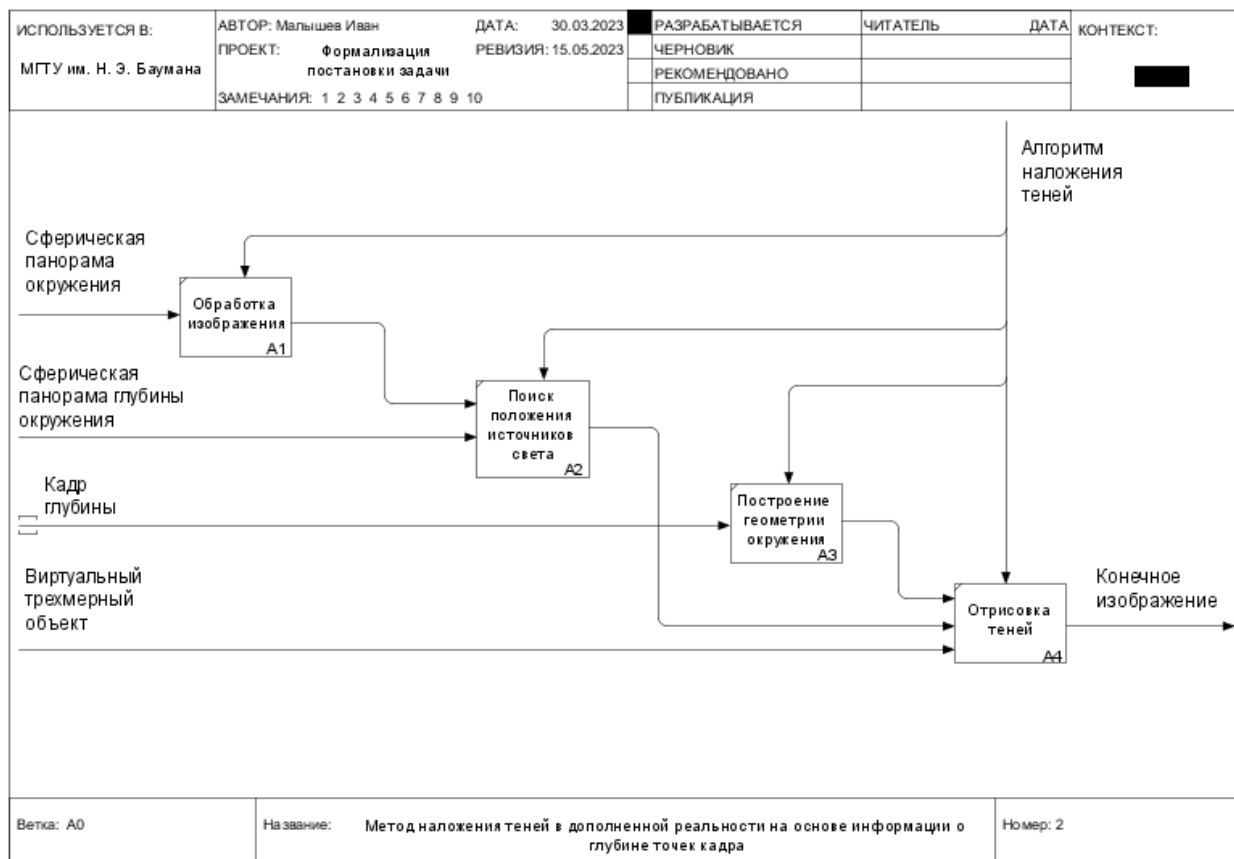 ИСПОЛЬЗУЕТСЯ В:
МГТУ им. Н. Э. Баумана
АВТОР: Малышев Иван
ДАТА: 30.03.2023
ПРОЕКТ: Формализация
постановки задачи
РЕВИЗИЯ: 15.05.2023
ЗАМЕЧАНИЯ: 1 2 3 4 5 6 7 8 9 10
РАЗРАБАТЫВАЕТСЯ
ЧЕРНОВИК
РЕКОМЕНДОВАНО
ПУБЛИКАЦИЯ
ЧИТАТЕЛЬ
ДАТА
КОНТЕКСТ:
Алгоритм
наложения
теней
Сферическая
панорама
окружения
Обработка
изображения
A1
Сферическая
панорама глубины
окружения
Поиск
положения
источников
света
A2
Кадр
глубины
Построение
геометрии
окружения
A3
Виртуальный
трехмерный
объект
Отрисовка
теней
A4
Конечное
изображение
Ветка: A0
Название: Метод наложения теней в дополненной реальности на основе информации о
глубине точек кадра
Номер: 2